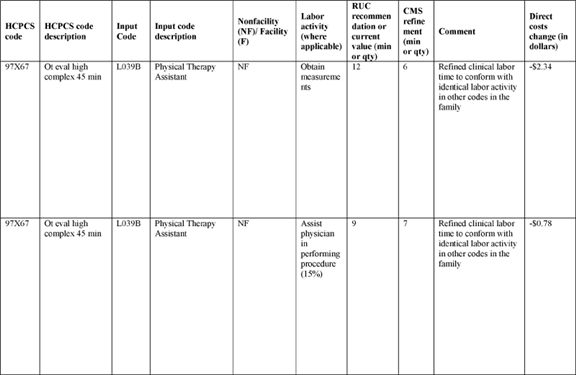 HCPCS code
HCPCS code description
Input Code
Input code description
Nonfacility (NF)/ Facility (F)
Labor activity (where applicable)
RUC recommen dation or current value (min or qty)
CMS refine ment (min or qty)
Comment
Direct costs change (in dollars)
97X67
Ot eval high complex 45 min
L039B
Physical Therapy Assistant
NF
Obtain measureme nts
12
6
Refined clinical labor time to conform with identical labor activity in other codes in the family
-$2.34
97X67
Ot eval high complex 45 min
L039B
Physical Therapy Assistant
NF
Assist physician in performing procedure (15%)
9
7
Refined clinical labor time to conform with identical labor activity in other codes in the family
-$0.78